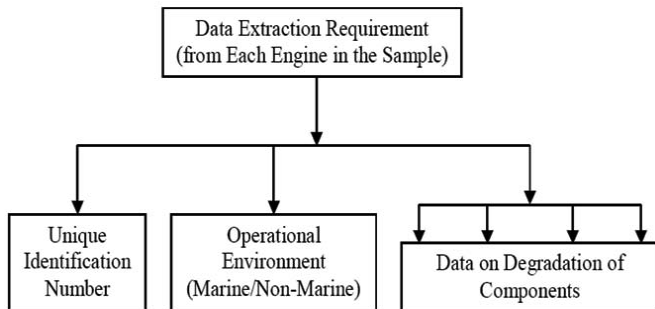 Data Extraction Requirement
(from Each Engine in the Sample)
Unique
Identification
Number
Operational
Environment
(Marine/Non-Marine)
Data on Degradation of
Components